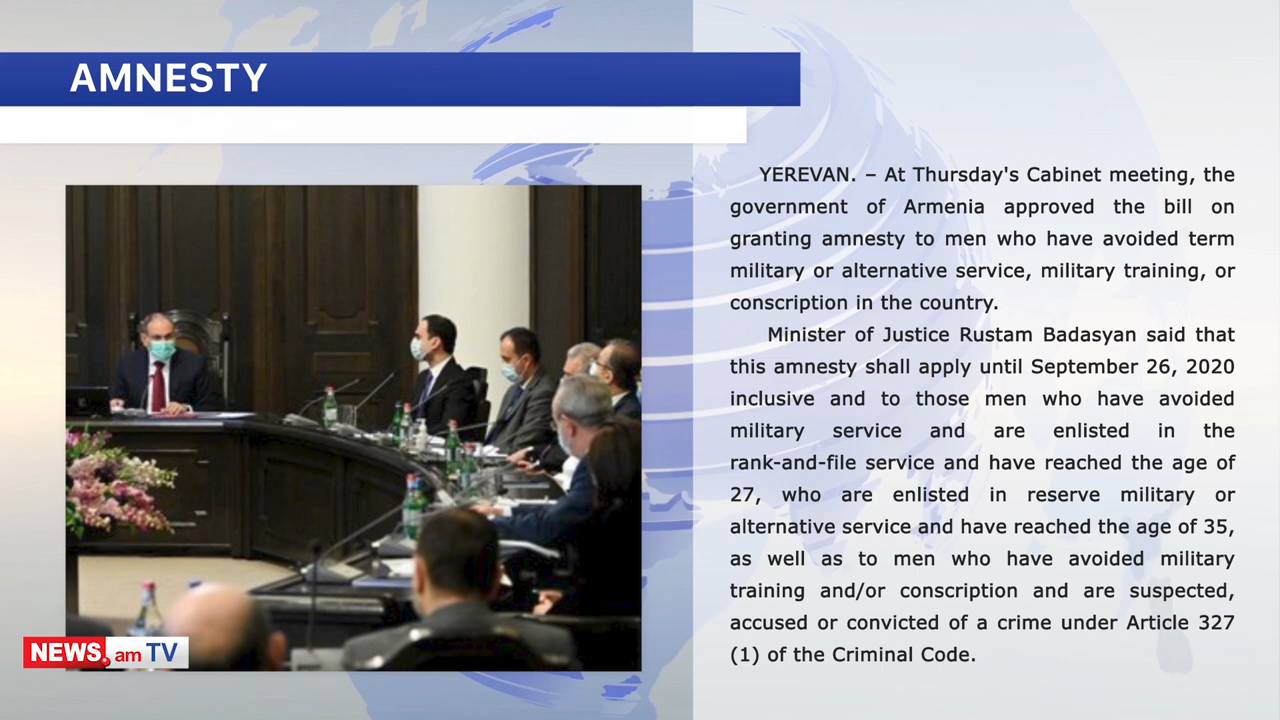 AMNESTY
YEREVAN. – At Thursday's Cabinet meeting, the
government of Armenia approved the bill on
granting amnesty to men who have avoided term
military or alternative service, military training, or
conscription in the country.
Minister of Justice Rustam Badasyan said that
this amnesty shall apply until September 26, 2020
inclusive and to those men who have avoided
military service and are enlisted in the
rank-and-file service and have reached the age of
27, who are enlisted in reserve military or
alternative service and have reached the age of 35,
as well as to men who have avoided military
training and/or conscription and are suspected,
accused or convicted of a crime under Article 327
(1) of the Criminal Code.
NEWS.am TV